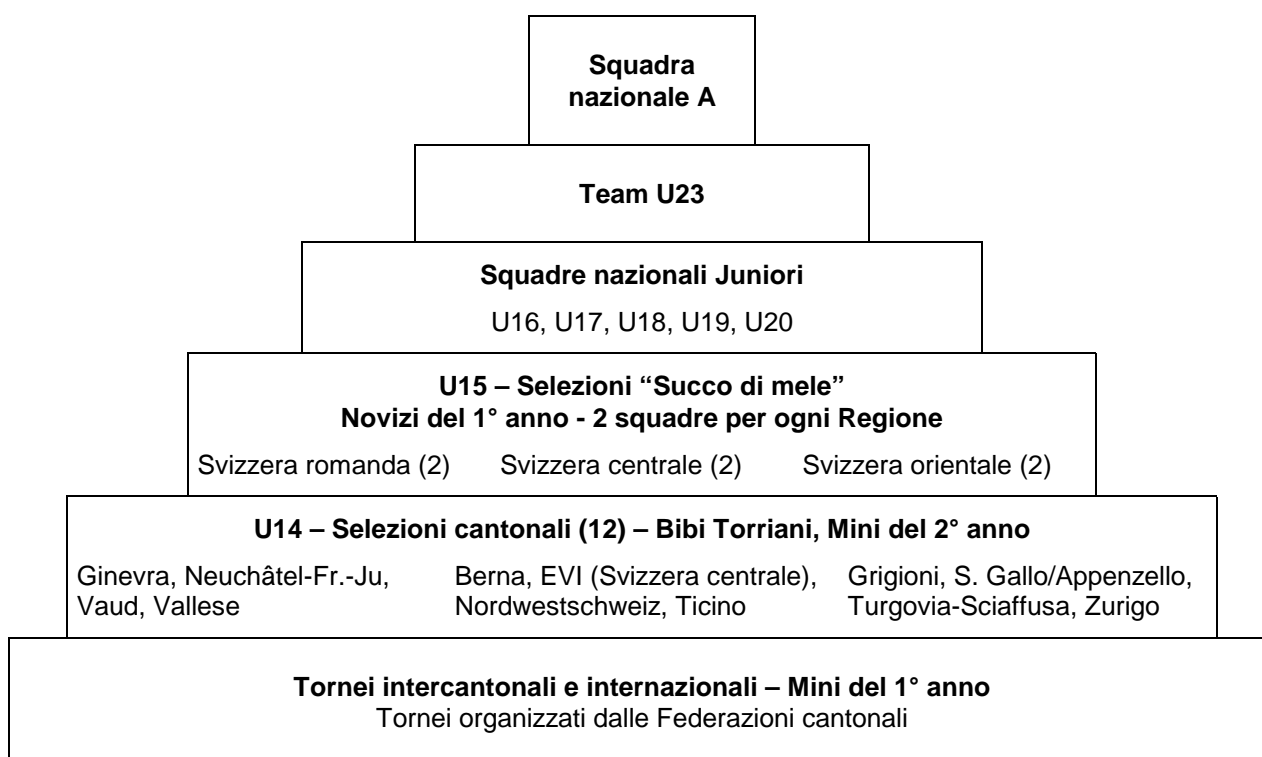 Squadra
nazionale A
Team U23
Squadre nazionali Juniori
U16, U17, U18, U19, U20
U15 – Selezioni “Succo di mele”
Novizi del 1° anno - 2 squadre per ogni Regione
Svizzera romanda (2) Svizzera centrale (2) Svizzera orientale (2)
U14 – Selezioni cantonali (12) – Bibi Torriani, Mini del 2° anno
Ginevra, Neuchâtel-Fr.-Ju,
Vaud, Vallese
Berna, EVI (Svizzera centrale),
Nordwestschweiz, Ticino
Grigioni, S. Gallo/Appenzello,
Turgovia-Sciaffusa, Zurigo
Tornei intercantonali e internazionali – Mini del 1° anno
Tornei organizzati dalle Federazioni cantonali